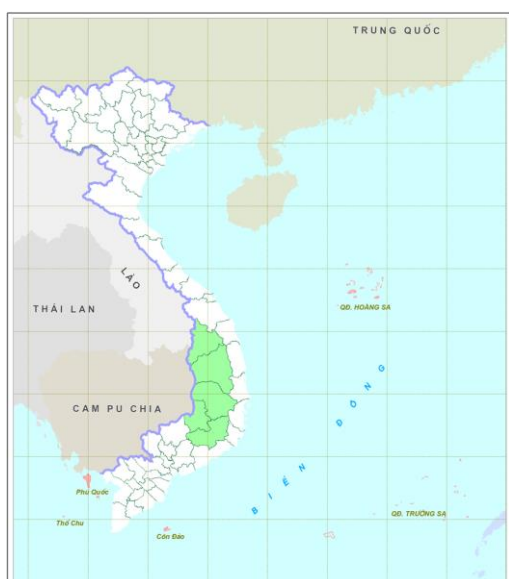 TRUNG QUỐC
LÀO
THÁI LAN
QĐ. HOÀNG SA
CAM PU CHIA
BIỂN ĐÔNG
Phú Quốc
Thổ Chu
Côn Đảo
QĐ. TRƯỜNG SA